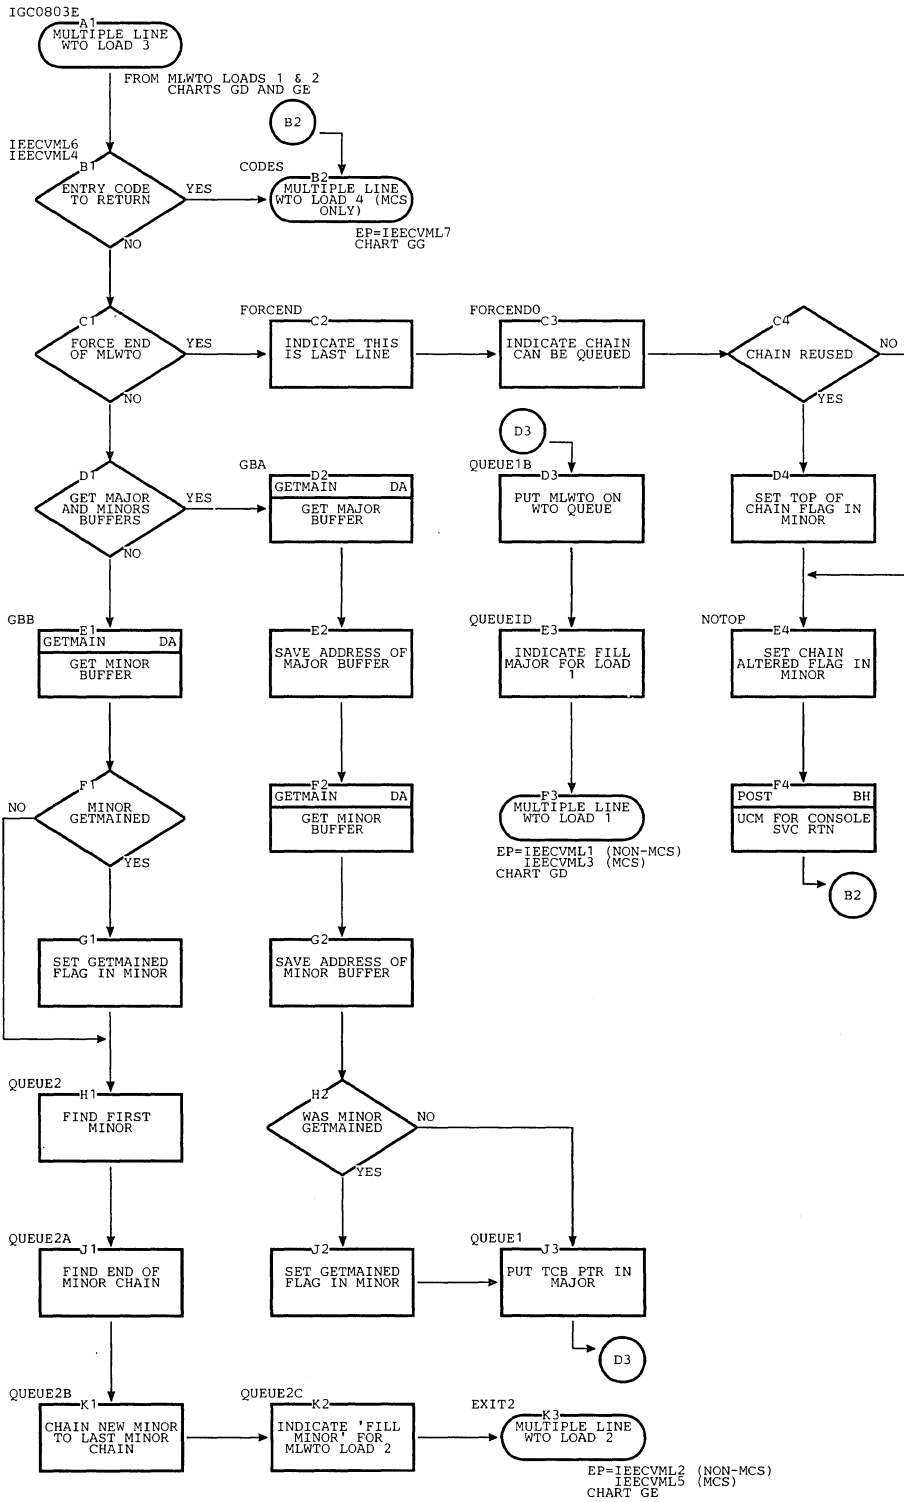 IGC0803E
A1
MULTIPLE LINE
WTO LOAD 3
FROM MLWTO LOADS 1 & 2
CHARTS GD AND GE
B2
IEECVML6
IEECVML4
B1
ENTRY CODE
TO RETURN
YES
NO
CODES
B2
MULTIPLE LINE
WTO LOAD 4 (MCS
ONLY)
EP=IEECVML7
CHART GG
C1
FORCE END
OF MLWTO
YES
NO
FORCEND
C2
INDICATE THIS
IS LAST LINE
FORCEND0
C3
INDICATE CHAIN
CAN BE QUEUED
C4
CHAIN REUSED
NO
YES
D3
D1
GET MAJOR
AND MINORS
BUFFERS
YES
NO
GBA
D2
GETMAIN DA
GET MAJOR
BUFFER
QUEUE1B
D3
PUT MLWTO ON
WTO QUEUE
D4
SET TOP OF
CHAIN FLAG IN
MINOR
GBB
E1
GETMAIN DA
GET MINOR
BUFFER
E2
SAVE ADDRESS OF
MAJOR BUFFER
QUEUEID
E3
INDICATE FILL
MAJOR FOR LOAD
1
NOTOP
E4
SET CHAIN
ALTERED FLAG IN
MINOR
F1
MINOR
GETMAINED
NO
YES
F2
GETMAIN DA
GET MINOR
BUFFER
F3
MULTIPLE LINE
WTO LOAD 1
EP=IEECVML1 (NON-MCS)
IEECVML3 (MCS)
CHART GD
F4
POST BH
UCM FOR CONSOLE
SVC RTN
B2
G1
SET GETMAINED
FLAG IN MINOR
G2
SAVE ADDRESS OF
MINOR BUFFER
QUEUE2
H1
FIND FIRST
MINOR
H2
WAS MINOR
GETMAINED
NO
YES
QUEUE2A
J1
FIND END OF
MINOR CHAIN
J2
SET GETMAINED
FLAG IN MINOR
QUEUE1
J3
PUT TCB PTR IN
MAJOR
D3
QUEUE2B
K1
CHAIN NEW MINOR
TO LAST MINOR
CHAIN
QUEUE2C
K2
INDICATE 'FILL
MINOR' FOR
MLWTO LOAD 2
EXIT2
K3
MULTIPLE LINE
WTO LOAD 2
EP=IEECVML2 (NON-MCS)
IEECVML5 (MCS)
CHART GE